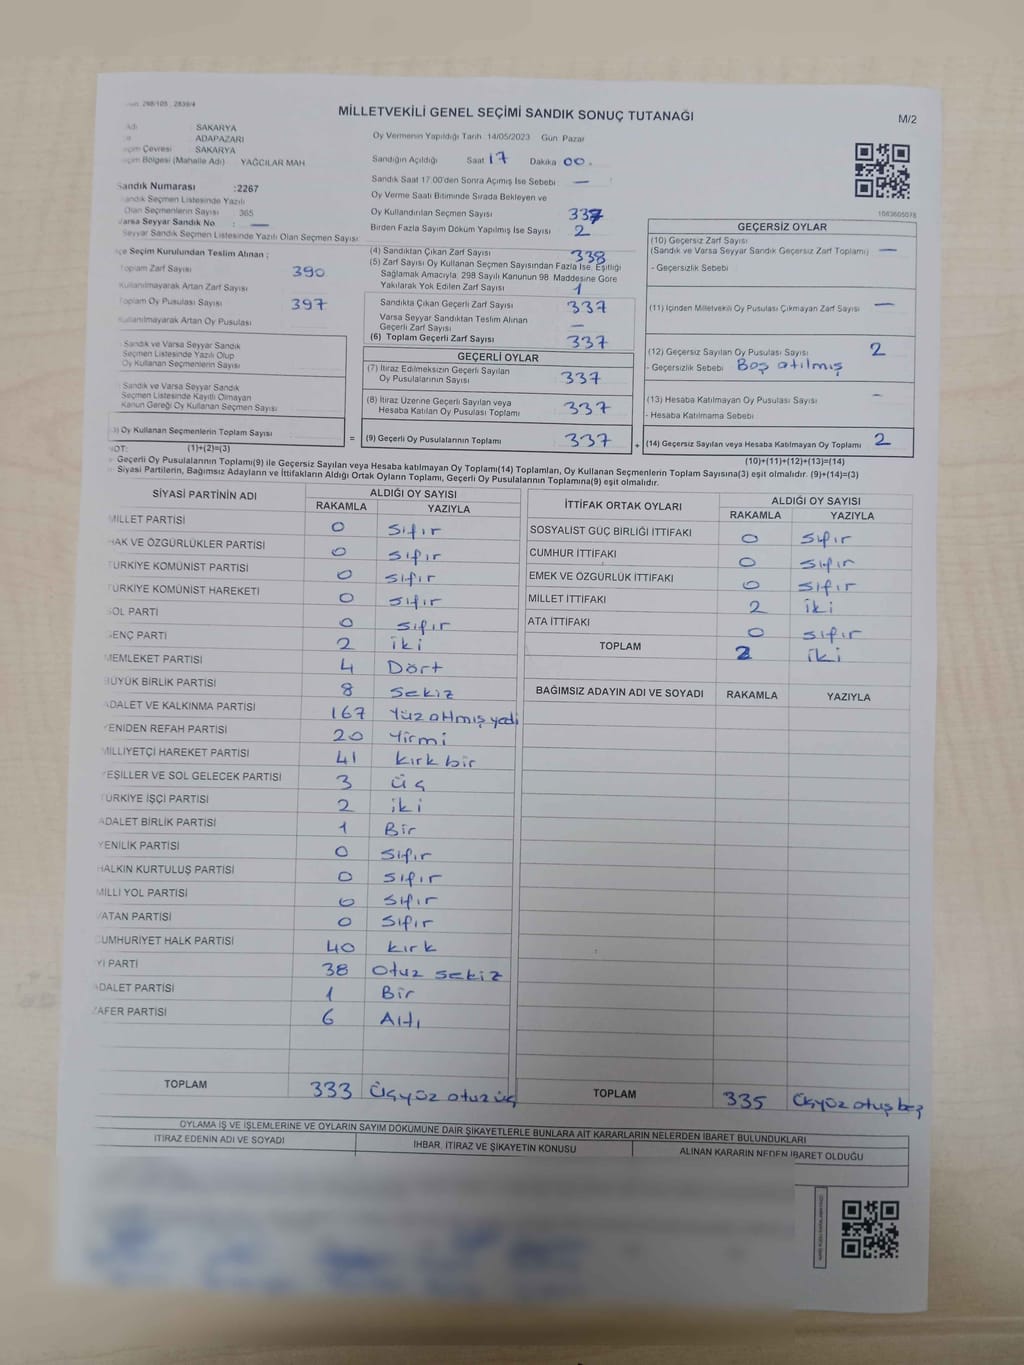 298/105 , 2839/4
MİLLETVEKİLİ GENEL SEÇİMİ SANDIK SONUÇ TUTANAĞI
M/2
SAKARYA
ADAPAZARI
SAKARYA
Bölgesi (Mahalle Adı) YAĞCILAR MAH.
Oy Vermenin Yapıldığı Tarih 14/05/2023 Gün Pazar
Sandığın Açıldığı Saat 17 Dakika 00.
Sandık Saat 17.00'den Sonra Açılmış İse Sebebi —
Oy Verme Saati Bitiminde Sırada Bekleyen ve
Oy Kullandırılan Seçmen Sayısı 337
Birden Fazla Sayım Döküm Yapılmış İse Sayısı 2
Sandık Numarası :2267
Sandık Seçmen Listesinde Yazılı
Olan Seçmenlerin Sayısı : 365
Varsa Seyyar Sandık No : —
Seyyar Sandık Seçmen Listesinde Yazılı Olan Seçmen Sayısı
Seçim Kurulundan Teslim Alınan ;
Toplam Zarf Sayısı 390
Kullanılmayarak Artan Zarf Sayısı
Toplam Oy Pusulası Sayısı 397
Kullanılmayarak Artan Oy Pusulası
Sandık ve Varsa Seyyar Sandık
Seçmen Listesinde Yazılı Olup
Oy Kullanan Seçmenlerin Sayısı
Sandık ve Varsa Seyyar Sandık
Seçmen Listesinde Kayıtlı Olmayan
Kanun Gereği Oy Kullanan Seçmen Sayısı
Oy Kullanan Seçmenlerin Toplam Sayısı
(1)+(2)=(3)
(4) Sandıktan Çıkan Zarf Sayısı 338
(5) Zarf Sayısı Oy Kullanan Seçmen Sayısından Fazla İse, Eşitliği
Sağlamak Amacıyla, 298 Sayılı Kanunun 98. Maddesine Göre
Yakılarak Yok Edilen Zarf Sayısı 1
Sandıkta Çıkan Geçerli Zarf Sayısı 337
Varsa Seyyar Sandıktan Teslim Alınan
Geçerli Zarf Sayısı —
(6) Toplam Geçerli Zarf Sayısı 337
GEÇERLİ OYLAR
(7) İtiraz Edilmeksizin Geçerli Sayılan
Oy Pusulalarının Sayısı 337
(8) İtiraz Üzerine Geçerli Sayılan veya
Hesaba Katılan Oy Pusulası Toplamı 337
= (9) Geçerli Oy Pusulalarının Toplamı 337 +
1043605078
GEÇERSİZ OYLAR
(10) Geçersiz Zarf Sayısı
(Sandık ve Varsa Seyyar Sandık Geçersiz Zarf Toplamı) —
- Geçersizlik Sebebi
(11) İçinden Milletvekili Oy Pusulası Çıkmayan Zarf Sayısı —
(12) Geçersiz Sayılan Oy Pusulası Sayısı 2
- Geçersizlik Sebebi Boş atılmış
(13) Hesaba Katılmayan Oy Pusulası Sayısı —
- Hesaba Katılmama Sebebi
(14) Geçersiz Sayılan veya Hesaba Katılmayan Oy Toplamı 2
(10)+(11)+(12)+(13)=(14)
NOT:
Geçerli Oy Pusulalarının Toplamı(9) ile Geçersiz Sayılan veya Hesaba katılmayan Oy Toplamı(14) Toplamları, Oy Kullanan Seçmenlerin Toplam Sayısına(3) eşit olmalıdır. (9)+(14)=(3)
Siyasi Partilerin, Bağımsız Adayların ve İttifakların Aldığı Ortak Oyların Toplamı, Geçerli Oy Pusulalarının Toplamına(9) eşit olmalıdır.
SİYASİ PARTİNİN ADI ALDIĞI OY SAYISI
RAKAMLA YAZIYLA
MİLLET PARTİSİ 0 Sıfır
HAK VE ÖZGÜRLÜKLER PARTİSİ 0 Sıfır
TÜRKİYE KOMÜNİST PARTİSİ 0 Sıfır
TÜRKİYE KOMÜNİST HAREKETİ 0 Sıfır
SOL PARTİ 0 Sıfır
GENÇ PARTİ 2 iki
MEMLEKET PARTİSİ 4 Dört
BÜYÜK BİRLİK PARTİSİ 8 Sekiz
ADALET VE KALKINMA PARTİSİ 167 Yüz altmış yedi
YENİDEN REFAH PARTİSİ 20 Yirmi
MİLLİYETÇİ HAREKET PARTİSİ 41 kırk bir
YEŞİLLER VE SOL GELECEK PARTİSİ 3 üç
TÜRKİYE İŞÇİ PARTİSİ 2 iki
ADALET BİRLİK PARTİSİ 1 Bir
YENİLİK PARTİSİ 0 Sıfır
HALKIN KURTULUŞ PARTİSİ 0 Sıfır
MİLLİ YOL PARTİSİ 0 Sıfır
VATAN PARTİSİ 0 Sıfır
CUMHURİYET HALK PARTİSİ 40 kırk
İYİ PARTİ 38 Otuz sekiz
ADALET PARTİSİ 1 Bir
ZAFER PARTİSİ 6 Altı
TOPLAM 333 Üçyüz otuz üç
İTTİFAK ORTAK OYLARI ALDIĞI OY SAYISI
RAKAMLA YAZIYLA
SOSYALİST GÜÇ BİRLİĞİ İTTİFAKI 0 Sıfır
CUMHUR İTTİFAKI 0 Sıfır
EMEK VE ÖZGÜRLÜK İTTİFAKI 0 Sıfır
MİLLET İTTİFAKI 2 iki
ATA İTTİFAKI 0 Sıfır
TOPLAM 2 iki
BAĞIMSIZ ADAYIN ADI VE SOYADI RAKAMLA YAZIYLA
TOPLAM 335 Üçyüz otuş beş
OYLAMA İŞ VE İŞLEMLERİNE VE OYLARIN SAYIM DÖKÜMÜNE DAİR ŞİKAYETLERLE BUNLARA AİT KARARLARIN NELERDEN İBARET BULUNDUKLARI
İTİRAZ EDENİN ADI VE SOYADI İHBAR, İTİRAZ VE ŞİKAYETİN KONUSU ALINAN KARARIN NEDEN İBARET OLDUĞU